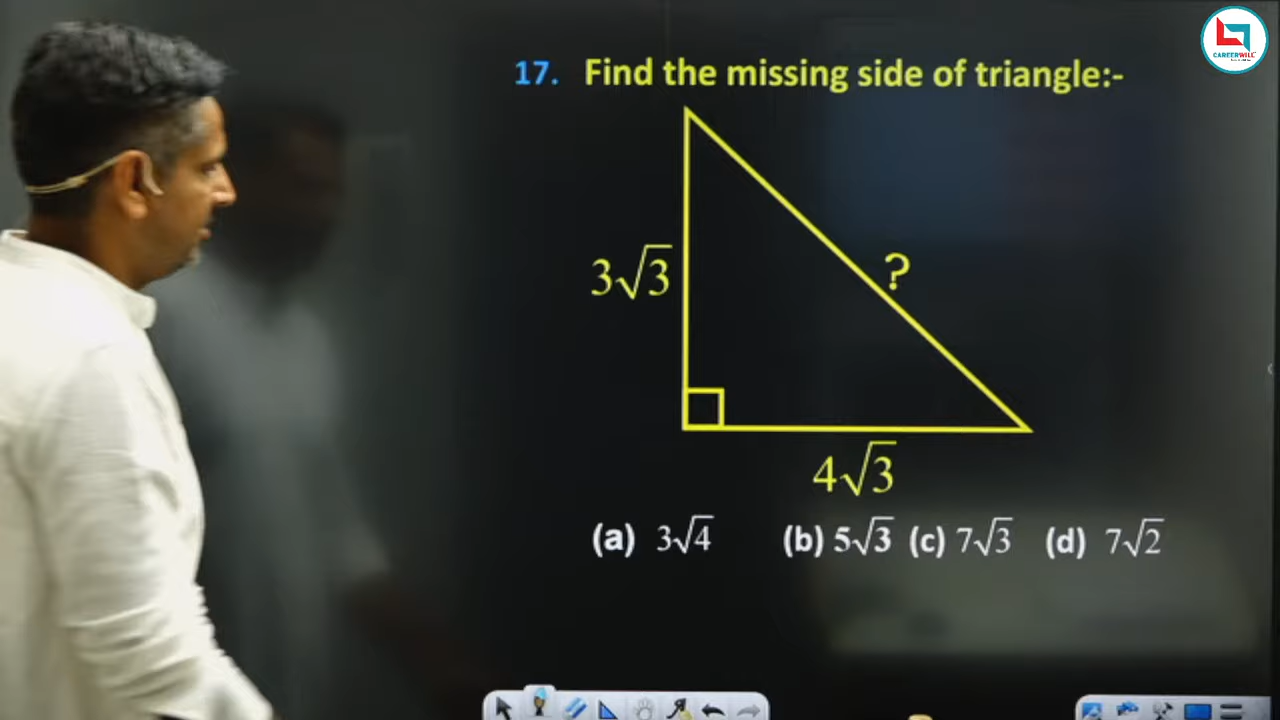 CAREERWILL
17. Find the missing side of triangle:-
3√3
?
4√3
(a) 3√4 (b) 5√3 (c) 7√3 (d) 7√2